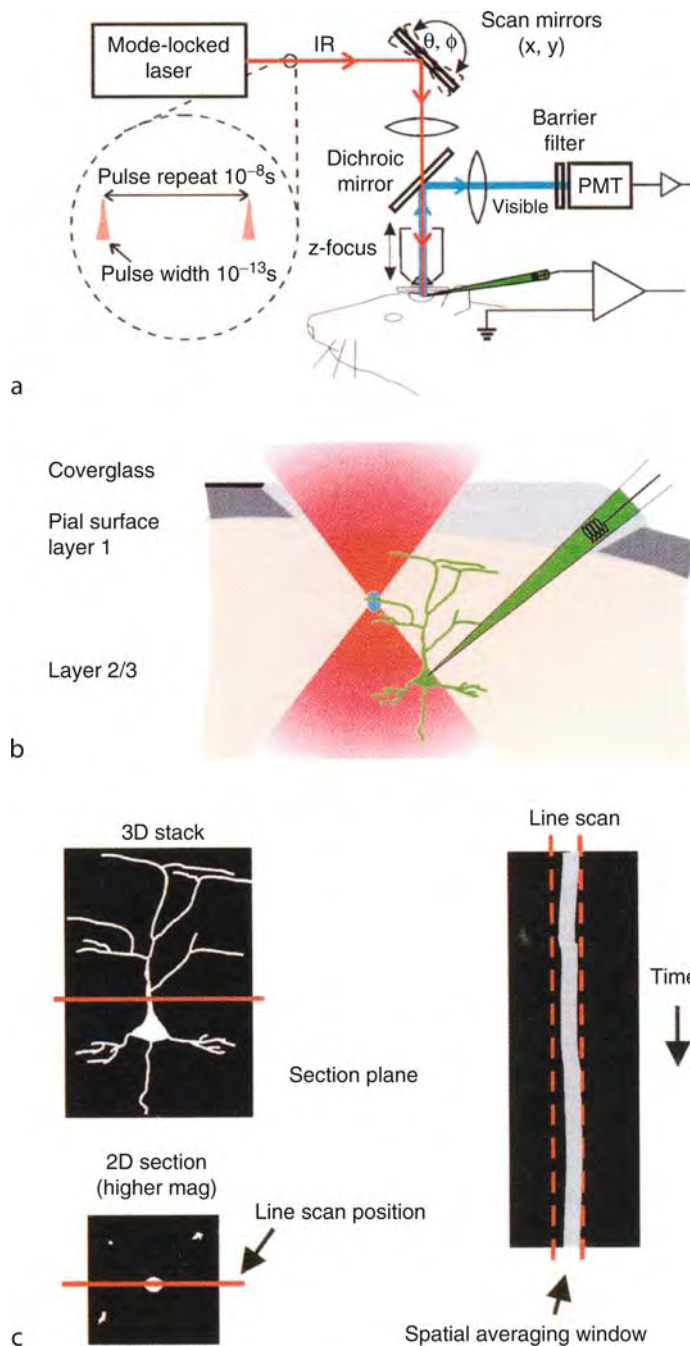 Scan mirrors
(x, y)
Mode-locked
laser
IR
θ, ϕ
Barrier
filter
Dichroic
mirror
PMT
Visible
Pulse repeat 10⁻⁸s
z-focus
Pulse width 10⁻¹³s
a
Coverglass
Pial surface
layer 1
Layer 2/3
b
3D stack
Line scan
Time
Section plane
2D section
(higher mag)
Line scan position
Spatial averaging window
c